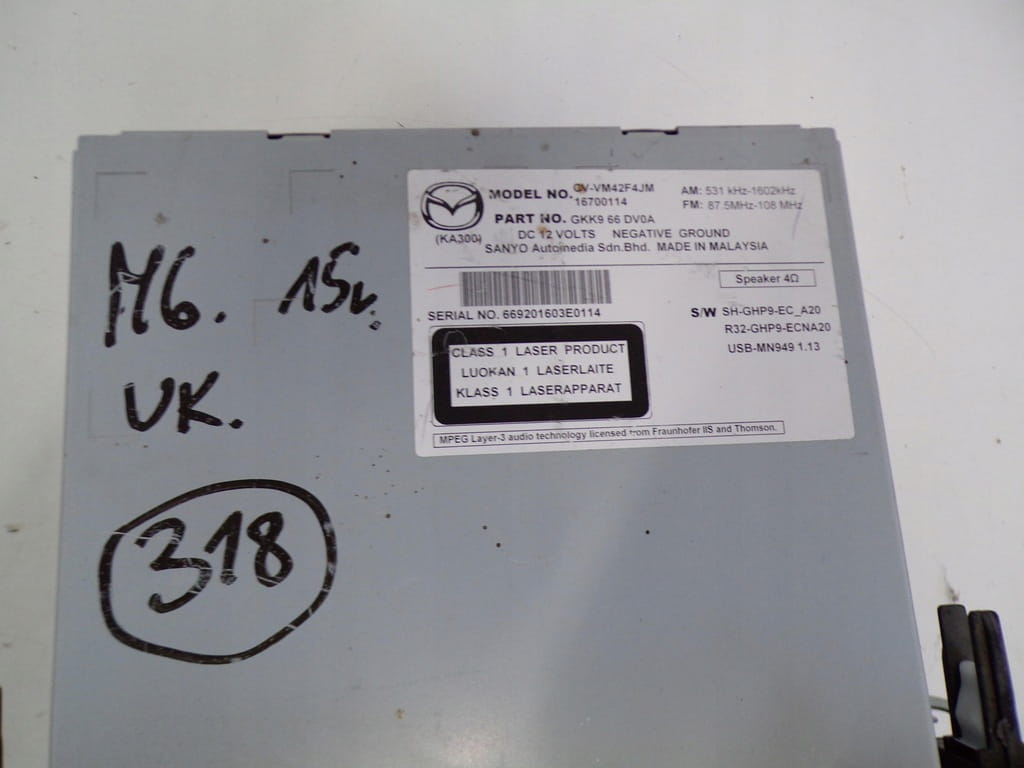 M6. 15r.
UK.
318
MODEL NO. CV-VM42F4JM
16700114
AM: 531 kHz-1602kHz
FM: 87.5MHz-108 MHz
PART NO. GKK9 66 DV0A
(KA300)
DC 12 VOLTS NEGATIVE GROUND
SANYO Automedia Sdn.Bhd. MADE IN MALAYSIA
Speaker 4Ω
SERIAL NO. 669201603E0114
S/W SH-GHP9-EC_A20
R32-GHP9-ECNA20
USB-MN949 1.13
CLASS 1 LASER PRODUCT
LUOKAN 1 LASERLAITE
KLASS 1 LASERAPPARAT
MPEG Layer-3 audio technology licensed from Fraunhofer IIS and Thomson.